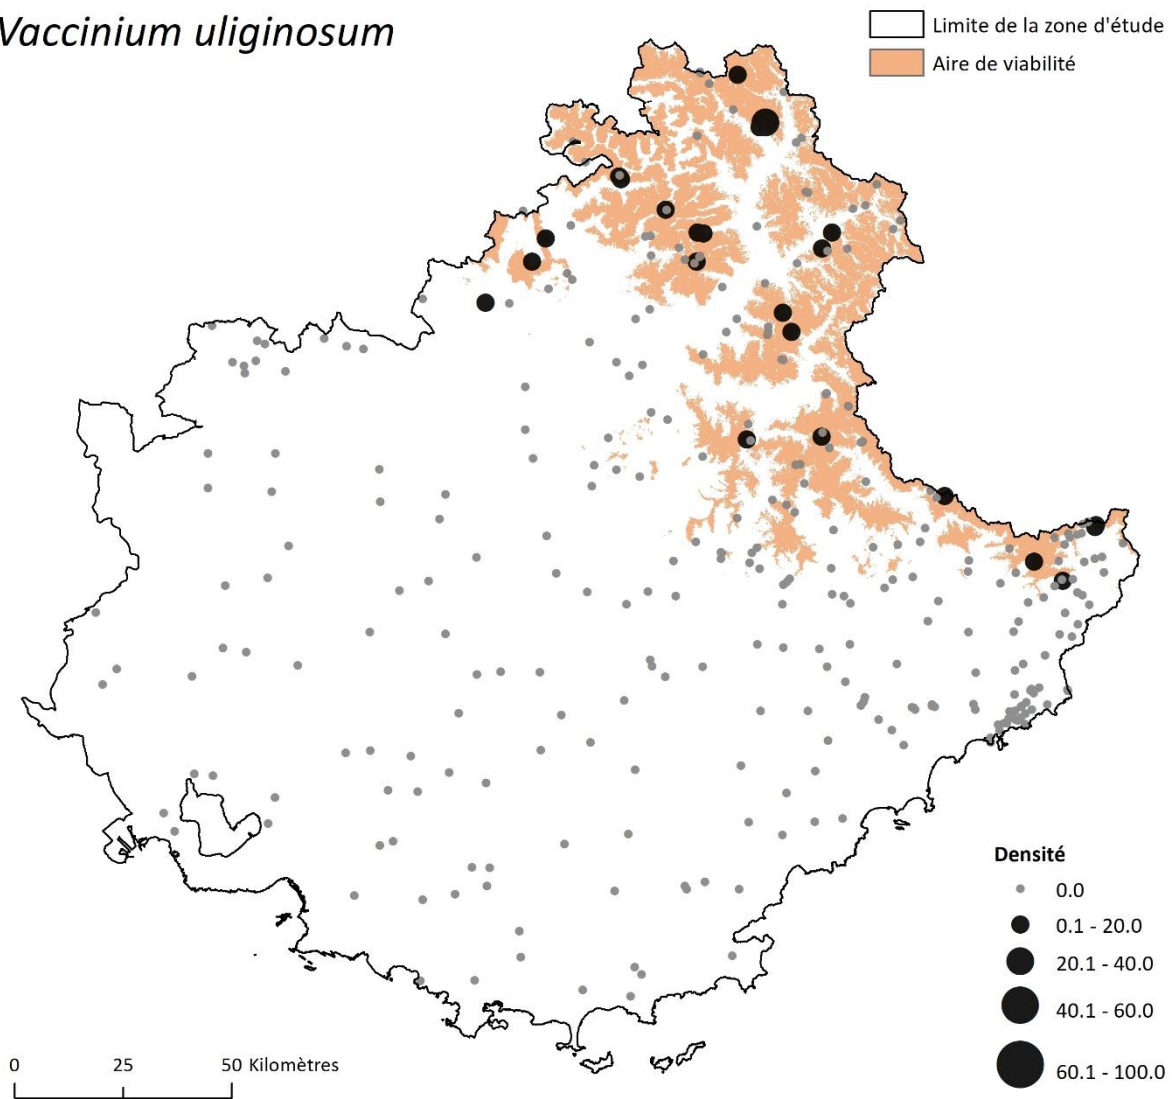 Vaccinium uliginosum
Limite de la zone d'étude
Aire de viabilité
Densité
0.0
0.1 - 20.0
20.1 - 40.0
40.1 - 60.0
60.1 - 100.0
0 25 50 Kilomètres